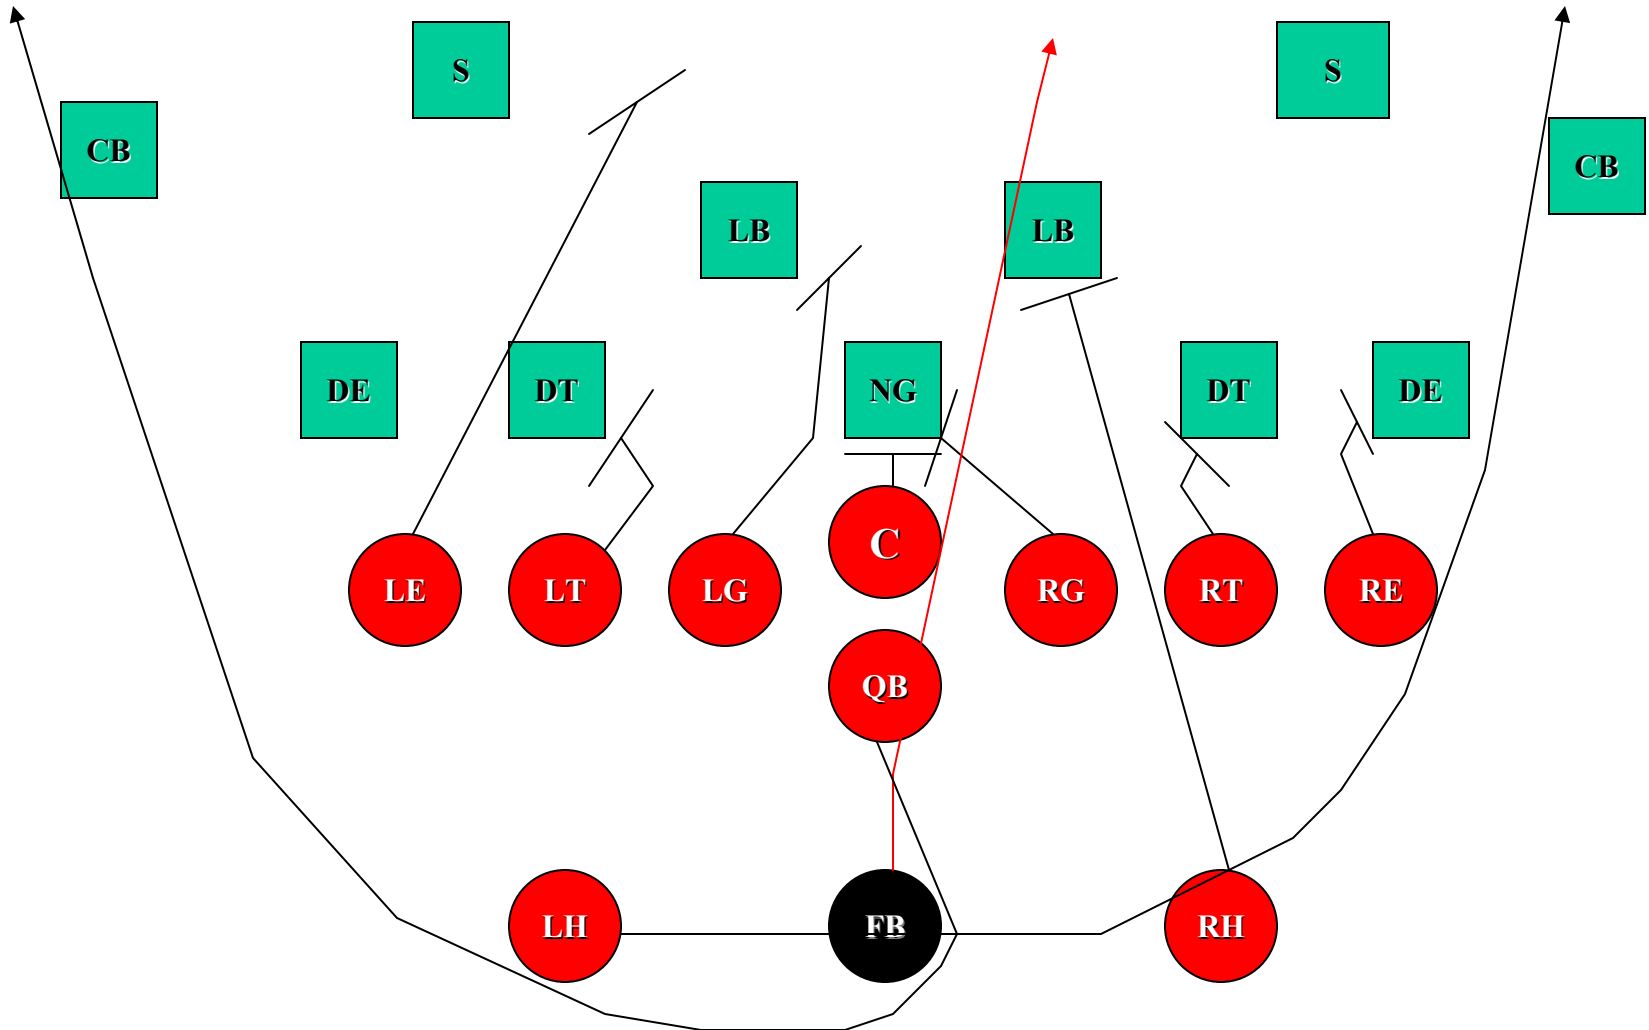 S
S
CB
CB
LB
LB
DE
DT
NG
DT
DE
C
LE
LT
LG
RG
RT
RE
QB
LH
FB
RH